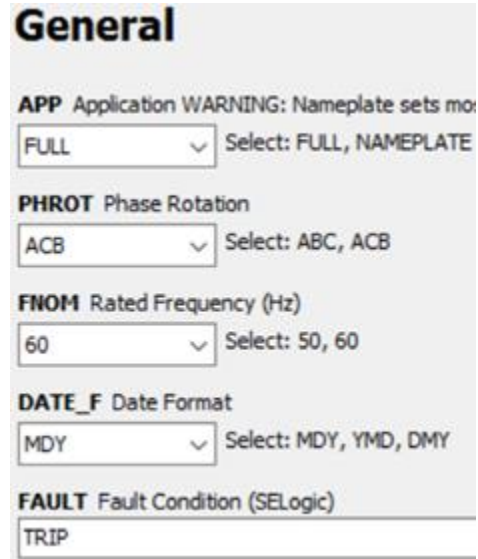 General
APP Application WARNING: Nameplate sets
FULL Select: FULL, NAMEPLATE
PHROT Phase Rotation
ACB Select: ABC, ACB
FNOM Rated Frequency (Hz)
60 Select: 50, 60
DATE_F Date Format
MDY Select: MDY, YMD, DMY
FAULT Fault Condition (SELogic)
TRIP